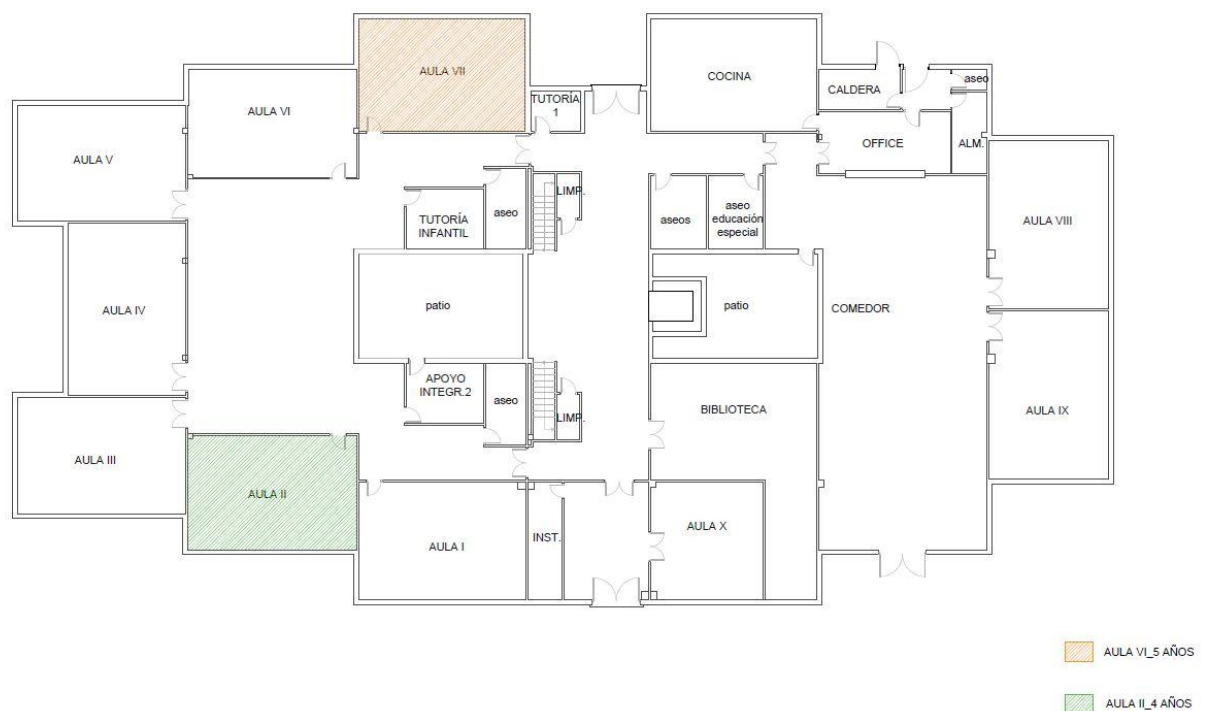 AULA VII
COCINA
CALDERA
aseo
AULA VI
TUTORÍA
1
AULA V
OFFICE
ALM.
LIMP.
aseo
TUTORÍA
INFANTIL
aseos
aseo
educación
especial
AULA VIII
AULA IV
patio
patio
COMEDOR
APOYO
INTEGR.2
aseo
LIMP.
BIBLIOTECA
AULA IX
AULA III
AULA II
AULA I
INST.
AULA X
AULA VI_5 AÑOS
AULA II_4 AÑOS